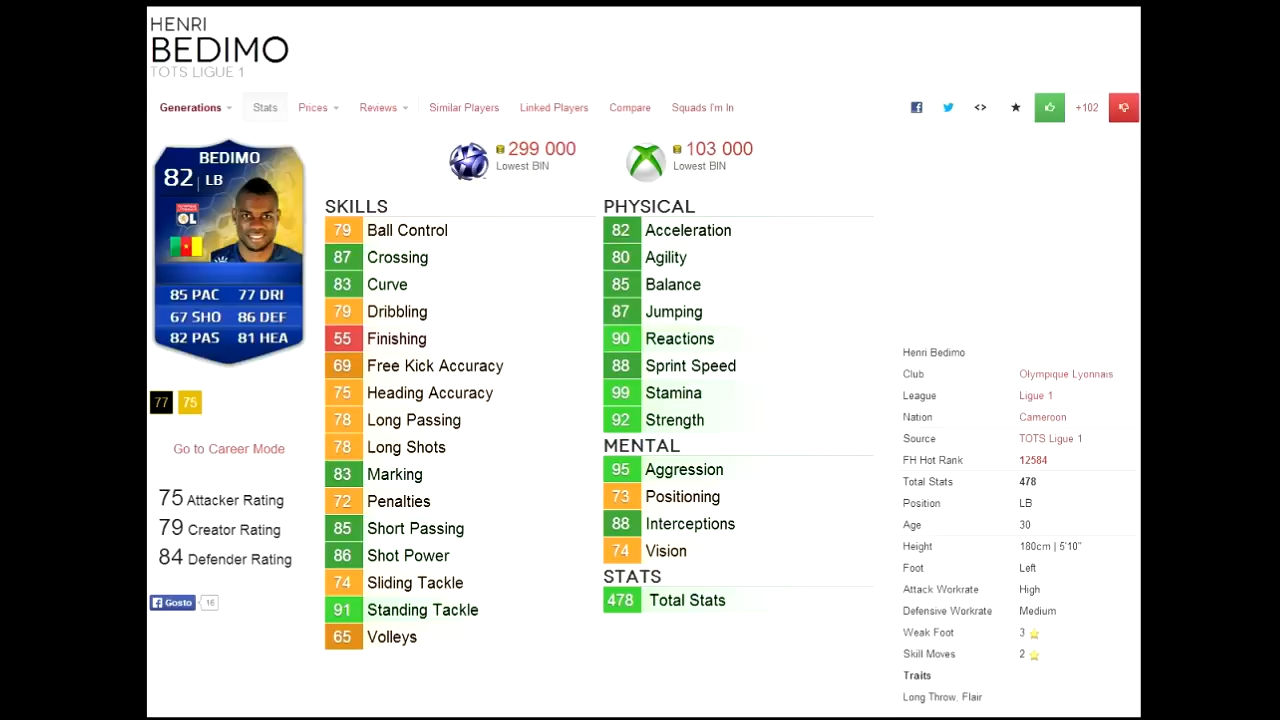 HENRI
BEDIMO
TOTS LIGUE 1
Generations Stats Prices Reviews Similar Players Linked Players Compare Squads I'm In +102
299 000
Lowest BIN
103 000
Lowest BIN
BEDIMO
82 LB
OL
85 PAC 77 DRI
67 SHO 86 DEF
82 PAS 81 HEA
77 75
Go to Career Mode
75 Attacker Rating
79 Creator Rating
84 Defender Rating
Gosto 16
SKILLS
79 Ball Control
87 Crossing
83 Curve
79 Dribbling
55 Finishing
69 Free Kick Accuracy
75 Heading Accuracy
78 Long Passing
78 Long Shots
83 Marking
72 Penalties
85 Short Passing
86 Shot Power
74 Sliding Tackle
91 Standing Tackle
65 Volleys
PHYSICAL
82 Acceleration
80 Agility
85 Balance
87 Jumping
90 Reactions
88 Sprint Speed
99 Stamina
92 Strength
MENTAL
95 Aggression
73 Positioning
88 Interceptions
74 Vision
STATS
478 Total Stats
Henri Bedimo
Club Olympique Lyonnais
League Ligue 1
Nation Cameroon
Source TOTS Ligue 1
FH Hot Rank 12584
Total Stats 478
Position LB
Age 30
Height 180cm | 5'10"
Foot Left
Attack Workrate High
Defensive Workrate Medium
Weak Foot 3
Skill Moves 2
Traits
Long Throw, Flair